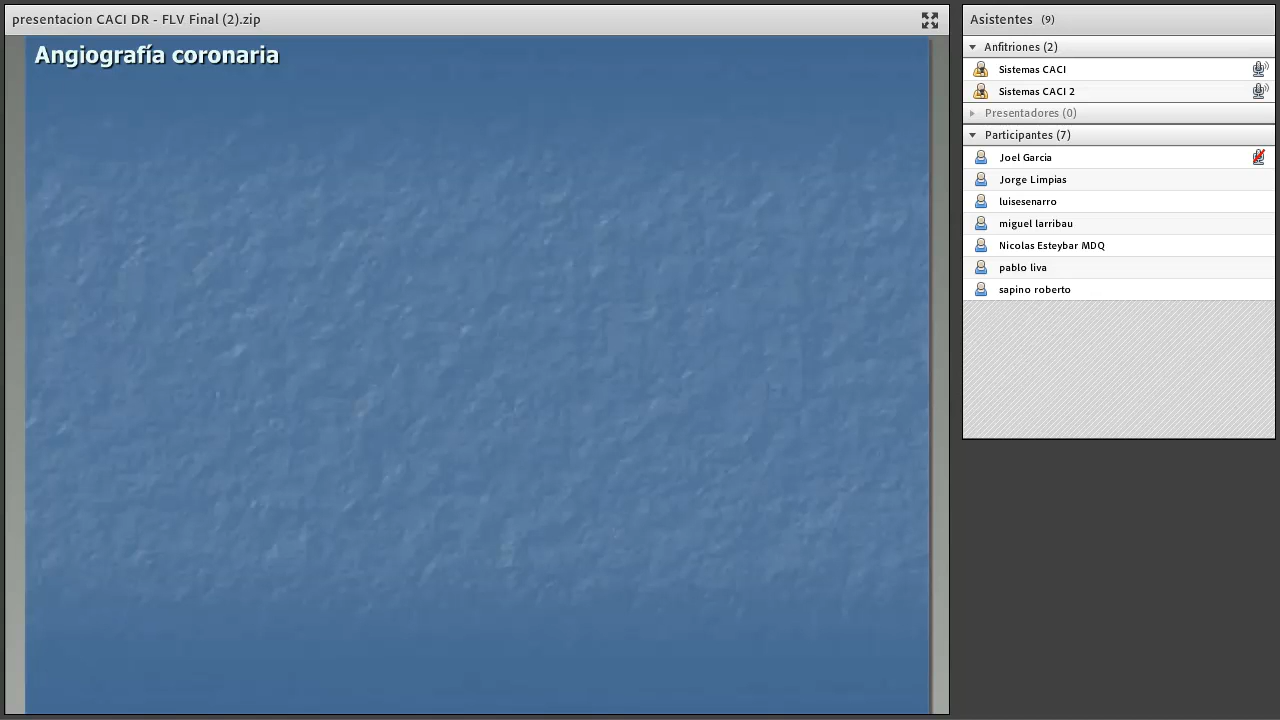 presentacion CACI DR - FLV Final (2).zip
Angiografía coronaria
Asistentes (9)
Anfitriones (2)
Sistemas CACI
Sistemas CACI 2
Presentadores (0)
Participantes (7)
Joel Garcia
Jorge Limpias
luisesenarro
miguel larribau
Nicolas Esteybar MDQ
pablo liva
sapino roberto